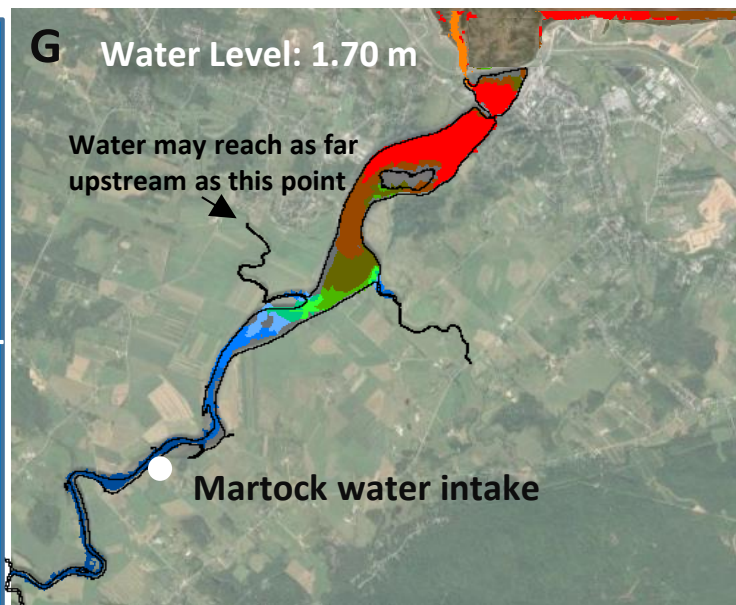 G
Water Level: 1.70 m
Water may reach as far
upstream as this point
Martock water intake